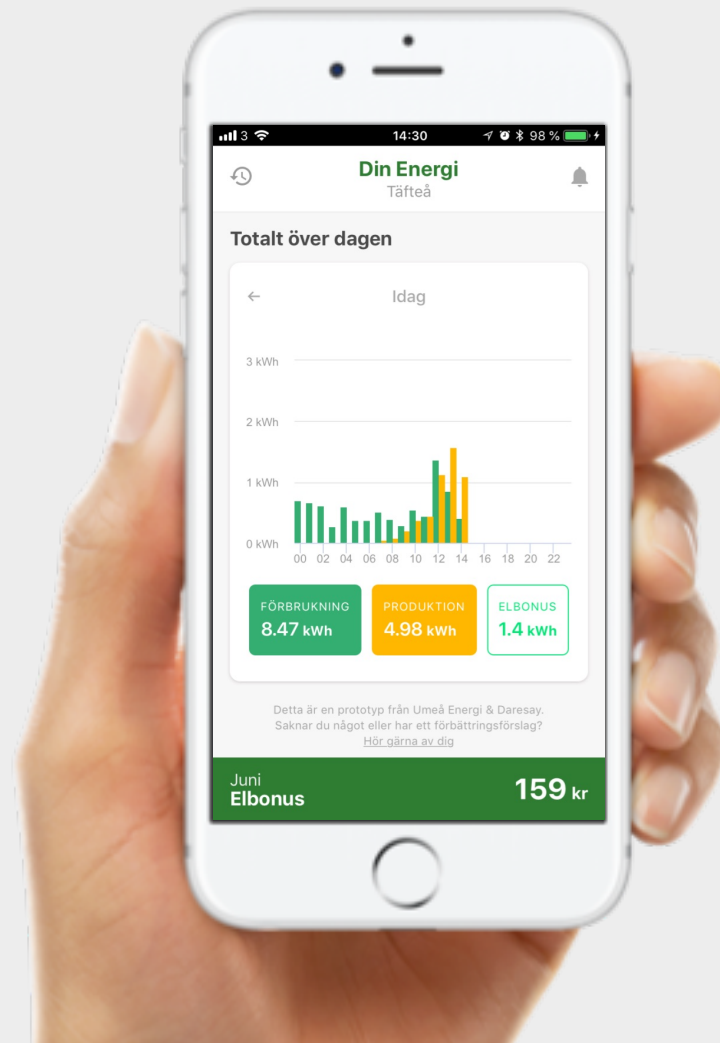 3 14:30 98 %
Din Energi
Täfteå
Totalt över dagen
Idag
3 kWh
2 kWh
1 kWh
0 kWh
00 02 04 06 08 10 12 14 16 18 20 22
FÖRBRUKNING PRODUKTION ELBONUS
8.47 kWh 4.98 kWh 1.4 kWh
Detta är en prototyp från Umeå Energi & Daresay.
Saknar du något eller har ett förbättringsförslag?
Hör gärna av dig
Juni
Elbonus 159 kr